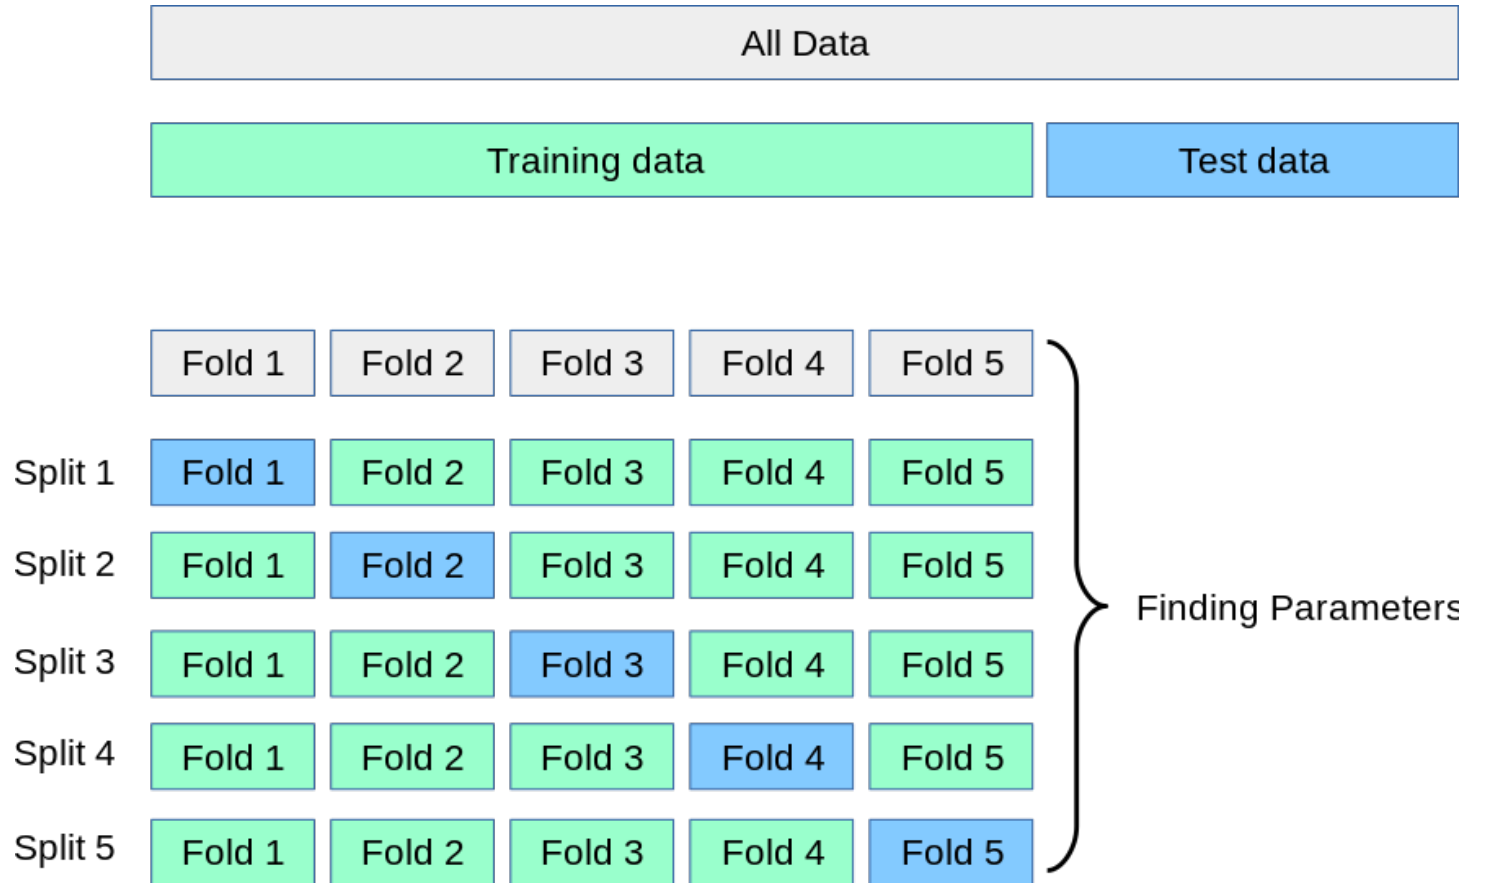 All Data
Training data Test data
Fold 1 Fold 2 Fold 3 Fold 4 Fold 5
Split 1 Fold 1 Fold 2 Fold 3 Fold 4 Fold 5
Split 2 Fold 1 Fold 2 Fold 3 Fold 4 Fold 5
Finding Parameters
Split 3 Fold 1 Fold 2 Fold 3 Fold 4 Fold 5
Split 4 Fold 1 Fold 2 Fold 3 Fold 4 Fold 5
Split 5 Fold 1 Fold 2 Fold 3 Fold 4 Fold 5